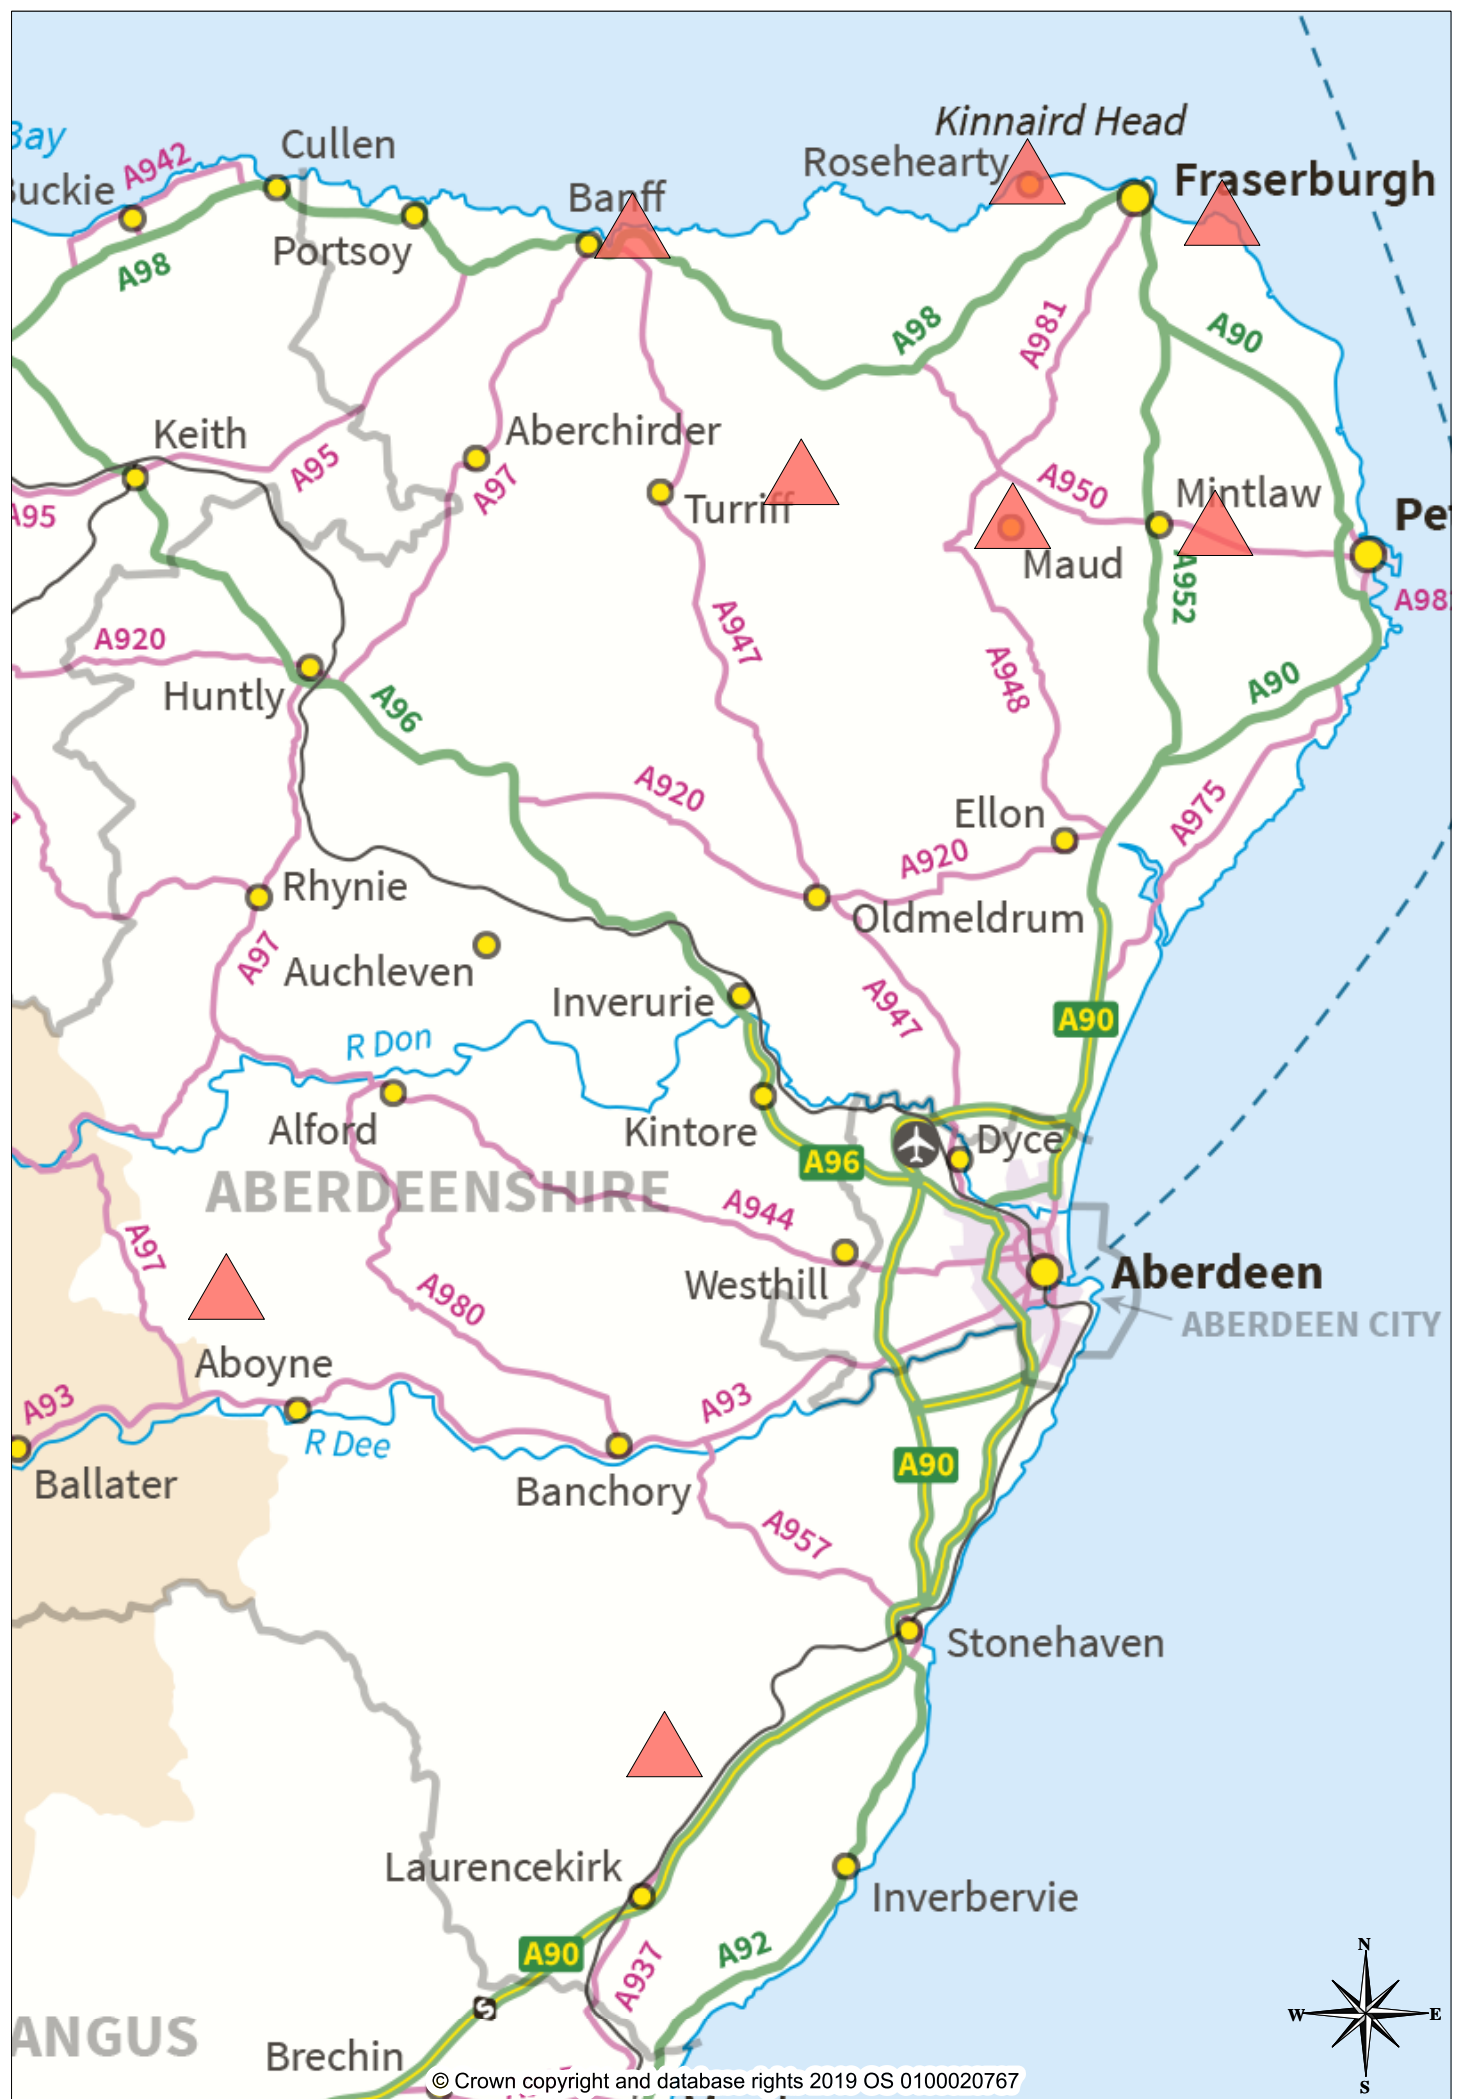 Kinnaird Head
Bay
A942
Cullen
Rosehearty
Fraserburgh
Buckie
Banff
Portsoy
A98
A98
A981
A90
Keith
Aberchirder
A95
A97
A950
Mintlaw
A95
Turriff
Pe
Maud
A952
A98
A920
A947
A948
Huntly
A96
A90
A920
Ellon
A975
A920
Rhynie
Oldmeldrum
A97
Auchleven
Inverurie
A947
A90
R Don
Alford
Kintore
Dyce
A96
ABERDEENSHIRE
A944
A97
Westhill
Aberdeen
A980
ABERDEEN CITY
Aboyne
A93
A93
R Dee
A90
Ballater
Banchory
A957
Stonehaven
Laurencekirk
Inverbervie
A90
A92
A937
N
W
E
S
S
ANGUS
Brechin
© Crown copyright and database rights 2019 OS 0100020767